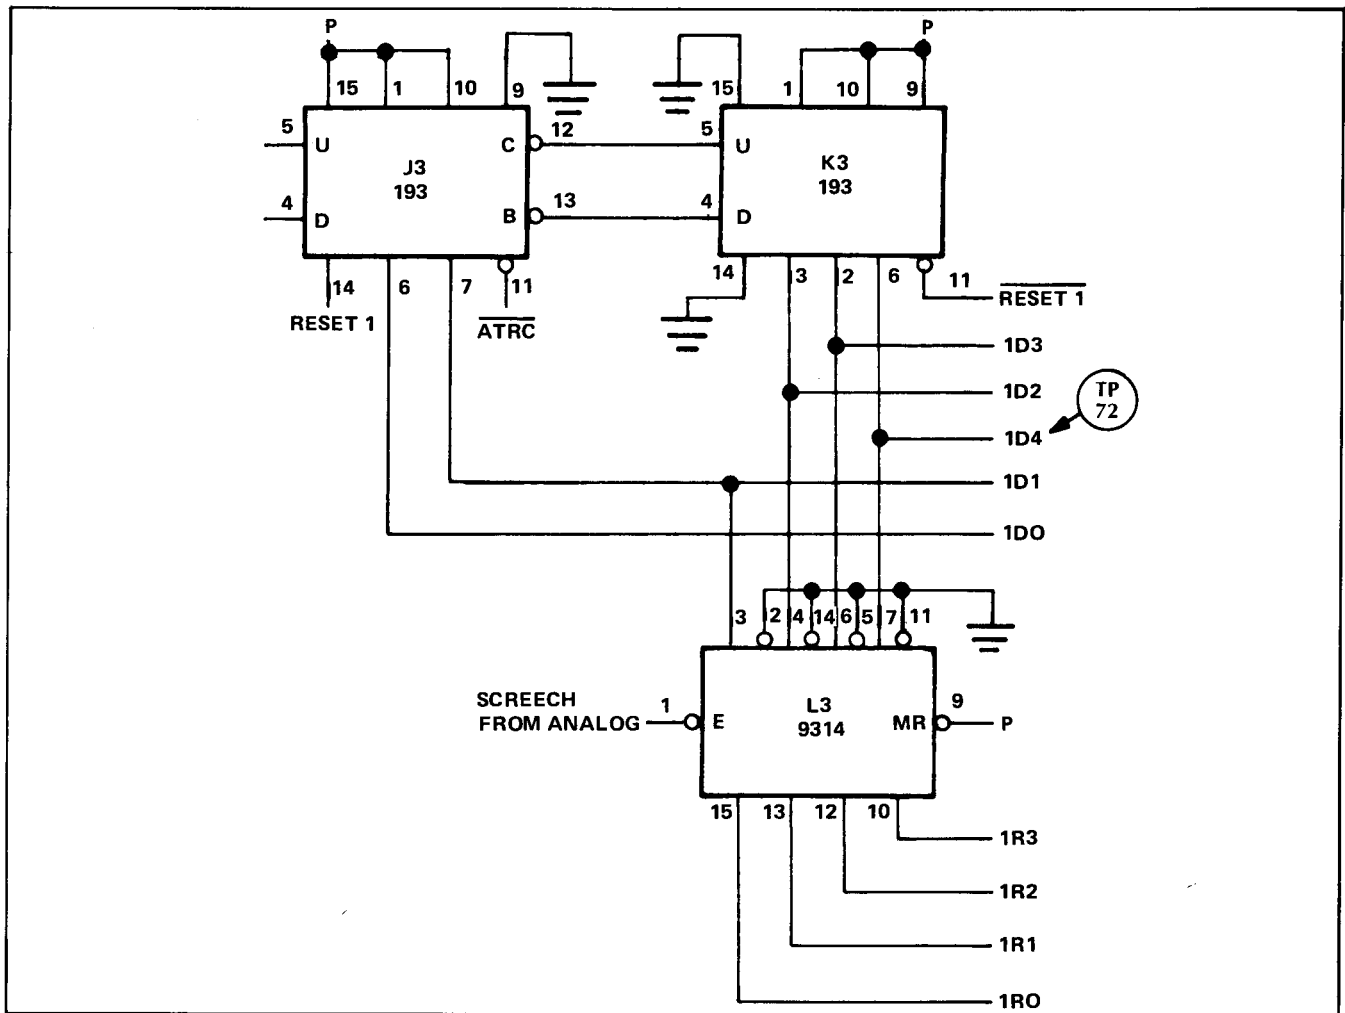 P
P
15 1 10 9
15 1 10 9
5 U C 12 5 U
J3
193
K3
193
4 D B 13 4 D
14 6 7 11
14 3 2 6 11
RESET 1
ATRC
RESET 1
1D3
1D2
TP
72
1D4
1D1
1D0
3 2 4 14 6 5 7 11
SCREECH
FROM ANALOG
1 E
L3
9314
MR 9 P
15 13 12 10
1R3
1R2
1R1
1R0